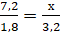 7,2/1,8 = x/3,2